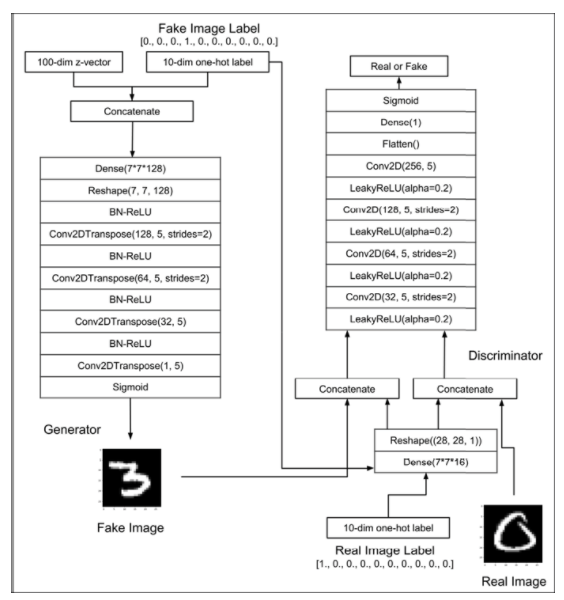 Fake Image Label
[0., 0., 0., 1., 0., 0., 0., 0., 0., 0.]
100-dim z-vector
10-dim one-hot label
Concatenate
Dense(7*7*128)
Reshape(7, 7, 128)
BN-ReLU
Conv2DTranspose(128, 5, strides=2)
BN-ReLU
Conv2DTranspose(64, 5, strides=2)
BN-ReLU
Conv2DTranspose(32, 5)
BN-ReLU
Conv2DTranspose(1, 5)
Sigmoid
Generator
Fake Image
Real or Fake
Sigmoid
Dense(1)
Flatten()
Conv2D(256, 5)
LeakyReLU(alpha=0.2)
Conv2D(128, 5, strides=2)
LeakyReLU(alpha=0.2)
Conv2D(64, 5, strides=2)
LeakyReLU(alpha=0.2)
Conv2D(32, 5, strides=2)
LeakyReLU(alpha=0.2)
Discriminator
Concatenate
Concatenate
Reshape((28, 28, 1))
Dense(7*7*16)
10-dim one-hot label
Real Image Label
[1., 0., 0., 0., 0., 0., 0., 0., 0., 0.]
Real Image